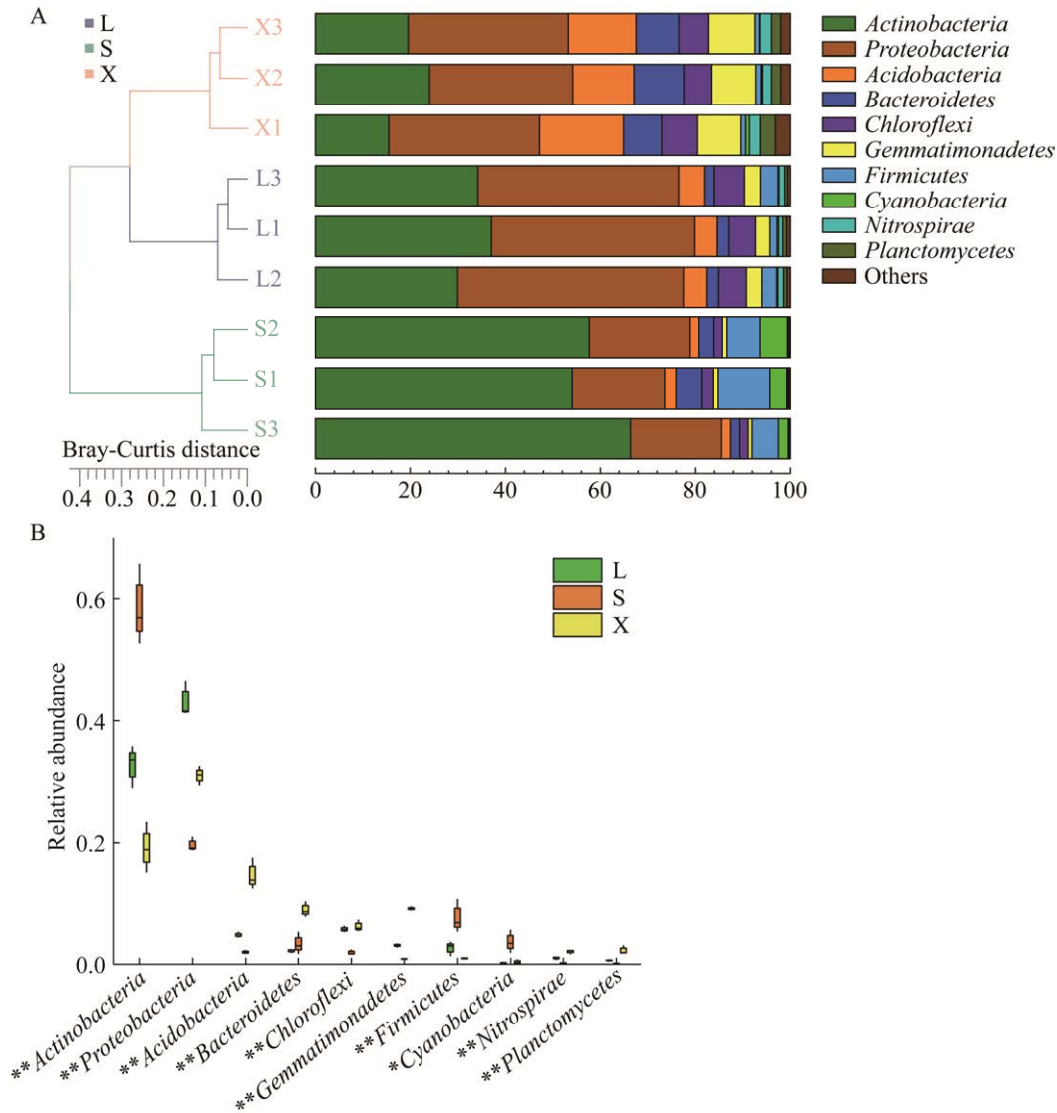 A
L
S
X
X3
X2
X1
L3
L1
L2
S2
S1
S3
Bray-Curtis distance
0.4 0.3 0.2 0.1 0.0
0 20 40 60 80 100
Actinobacteria
Proteobacteria
Acidobacteria
Bacteroidetes
Chloroflexi
Gemmatimonadetes
Firmicutes
Cyanobacteria
Nitrospirae
Planctomycetes
Others
B
L
S
X
Relative abundance
0.6
0.4
0.2
0.0
**Actinobacteria
**Proteobacteria
**Acidobacteria
**Bacteroidetes
**Chloroflexi
**Gemmatimonadetes
**Firmicutes
*Cyanobacteria
**Nitrospirae
**Planctomycetes